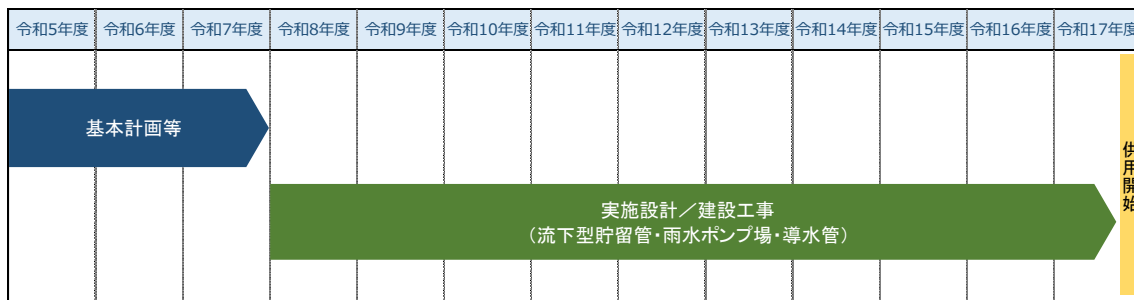 令和5年度 令和6年度 令和7年度 令和8年度 令和9年度 令和10年度 令和11年度 令和12年度 令和13年度 令和14年度 令和15年度 令和16年度 令和17年度
基本計画等
実施設計／建設工事
（流下型貯留管・雨水ポンプ場・導水管）
供用開始